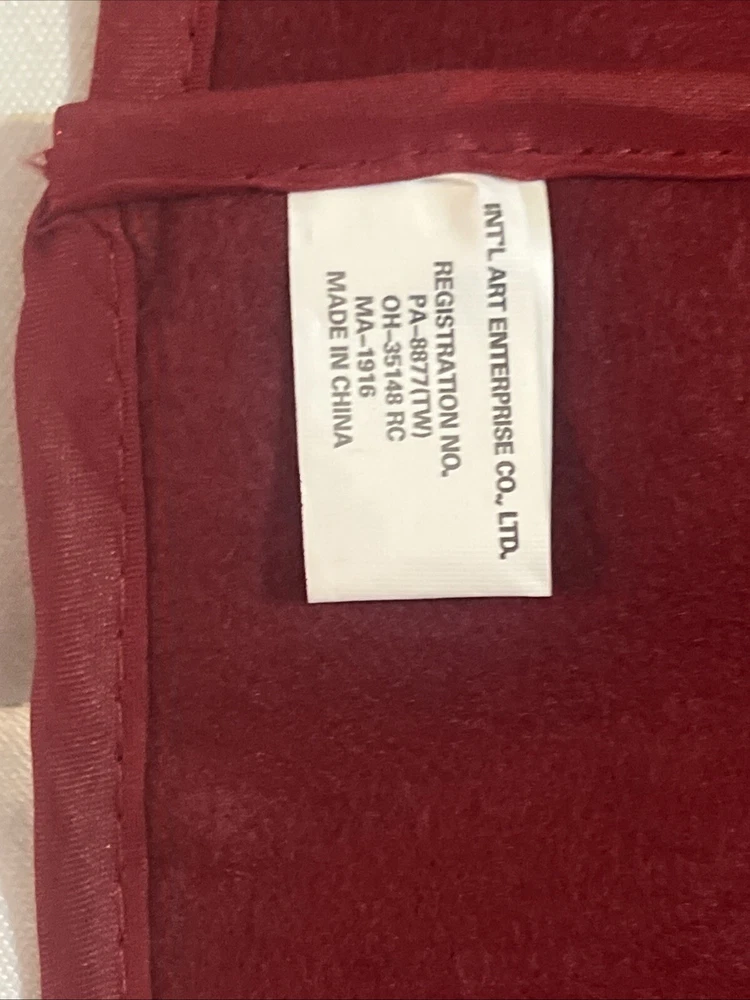 INT'L ART ENTERPRISE CO., LTD.
REGISTRATION NO.
PA-8877(TW)
OH-35148 RC
MA-1916
MADE IN CHINA